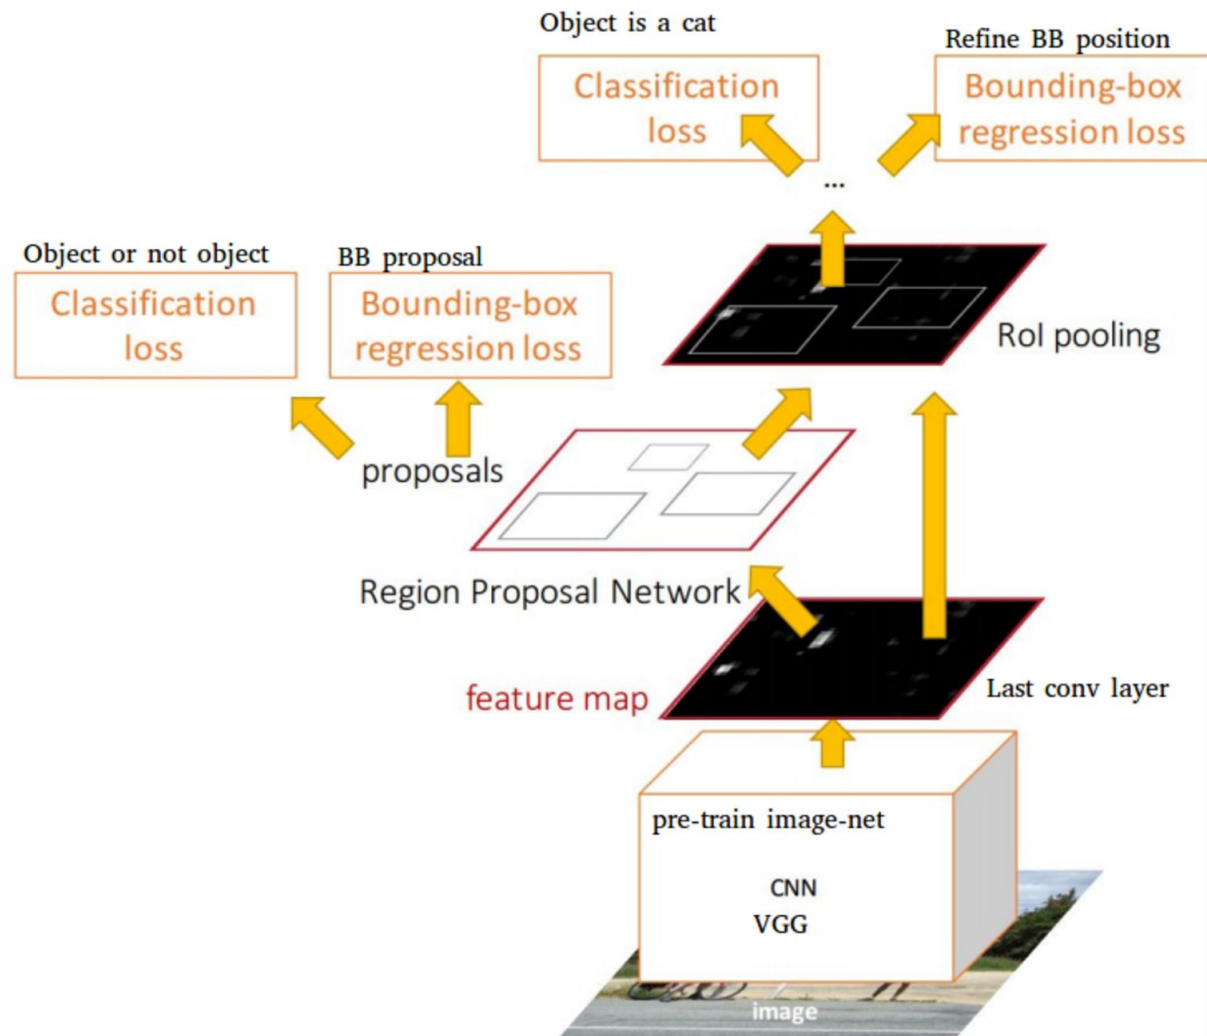 Object is a cat
Classification
loss
Refine BB position
Bounding-box
regression loss
...
Object or not object
Classification
loss
BB proposal
Bounding-box
regression loss
RoI pooling
proposals
Region Proposal Network
feature map
Last conv layer
pre-train image-net
CNN
VGG
image